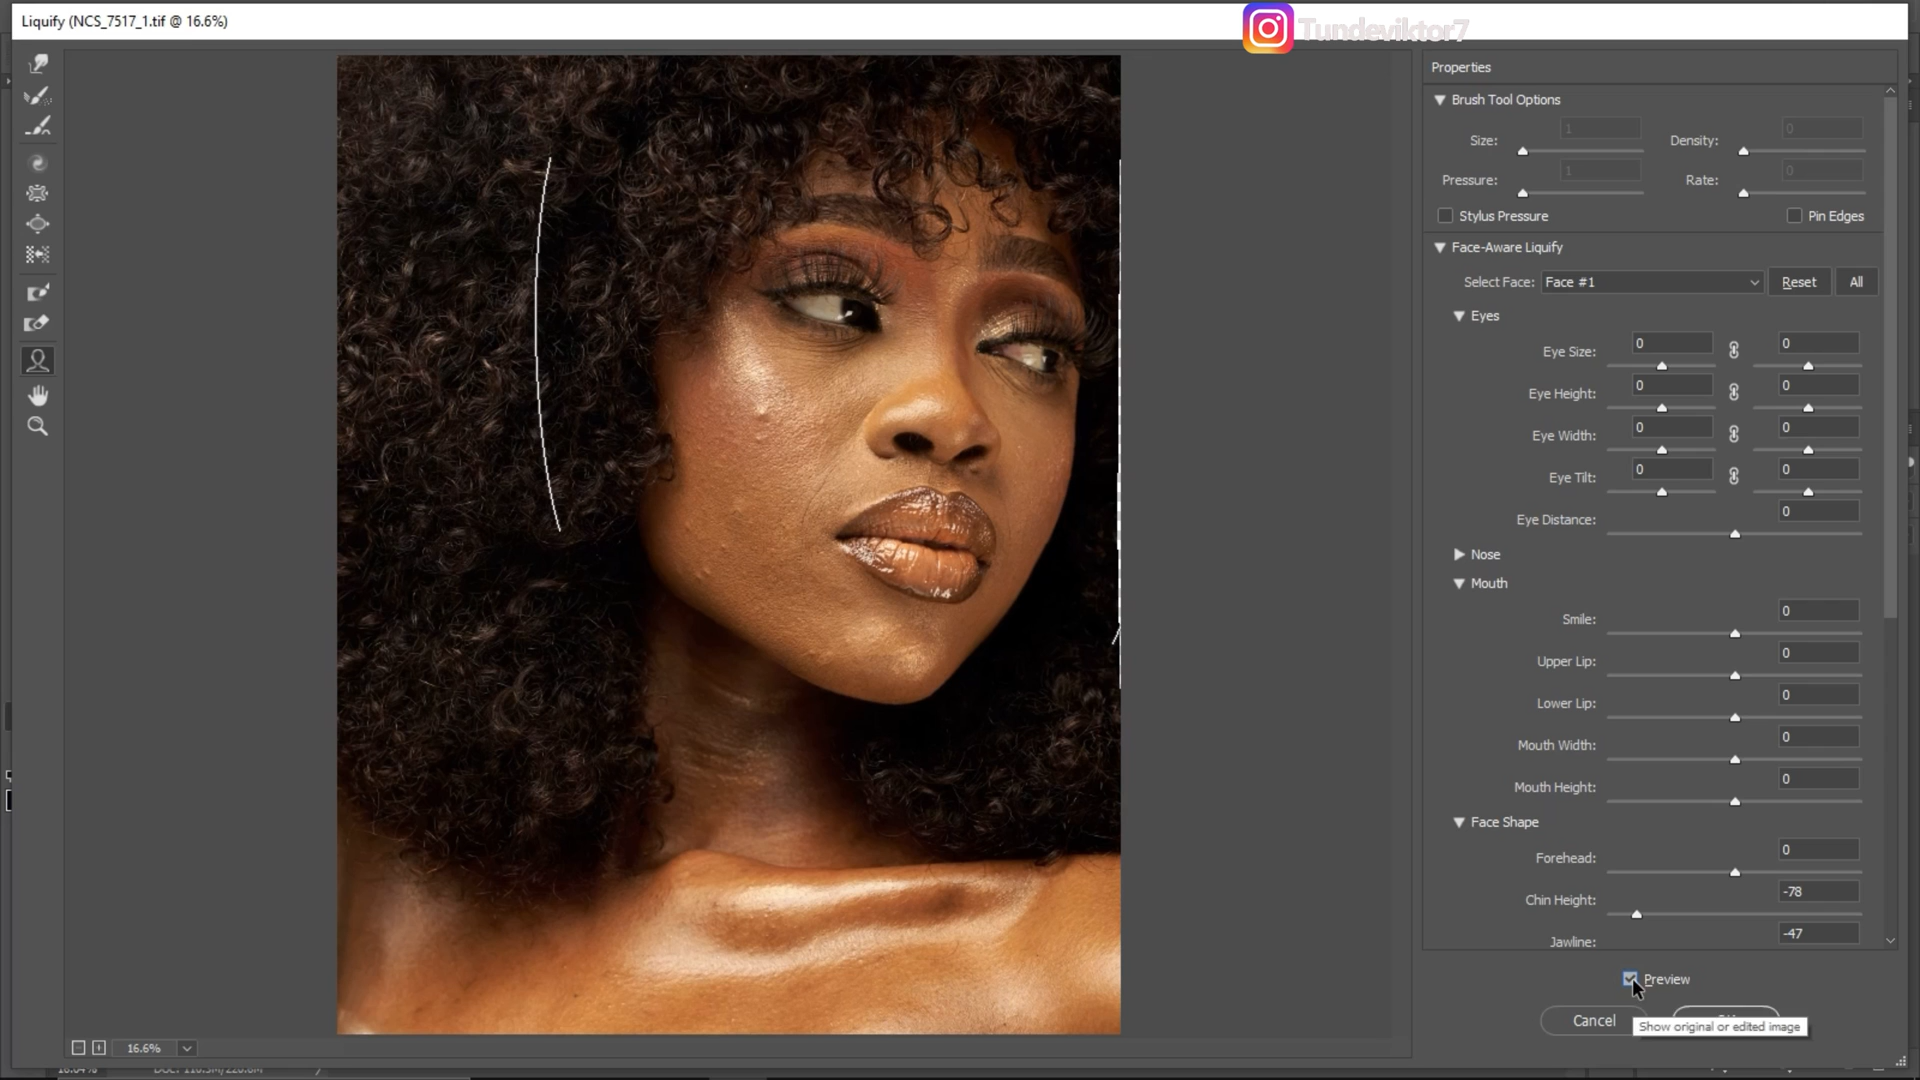 Liquify (NCS_7517_1.tif @ 16.6%)
Tundeviktor7
Properties
Brush Tool Options
Size: 1 Density: 0
Pressure: 1 Rate: 0
Stylus Pressure Pin Edges
Face-Aware Liquify
Select Face: Face #1 Reset All
Eyes
Eye Size: 0 0
Eye Height: 0 0
Eye Width: 0 0
Eye Tilt: 0 0
Eye Distance: 0
Nose
Mouth
Smile: 0
Upper Lip: 0
Lower Lip: 0
Mouth Width: 0
Mouth Height: 0
Face Shape
Forehead: 0
Chin Height: -78
Jawline: -47
Preview
Cancel
Show original or edited image
16.6%